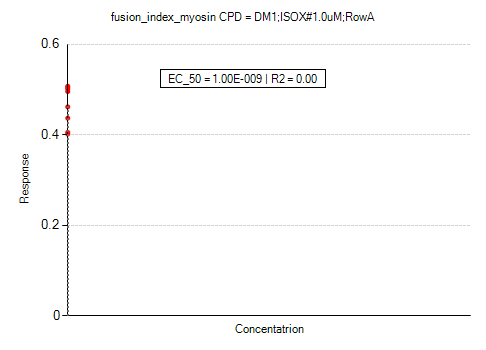 fusion_index_myosin CPD = DM1;ISOX#1.0uM;RowA
0.6
EC_50 = 1.00E-009 | R2 = 0.00
0.4
Response
0.2
0
Concentatrion